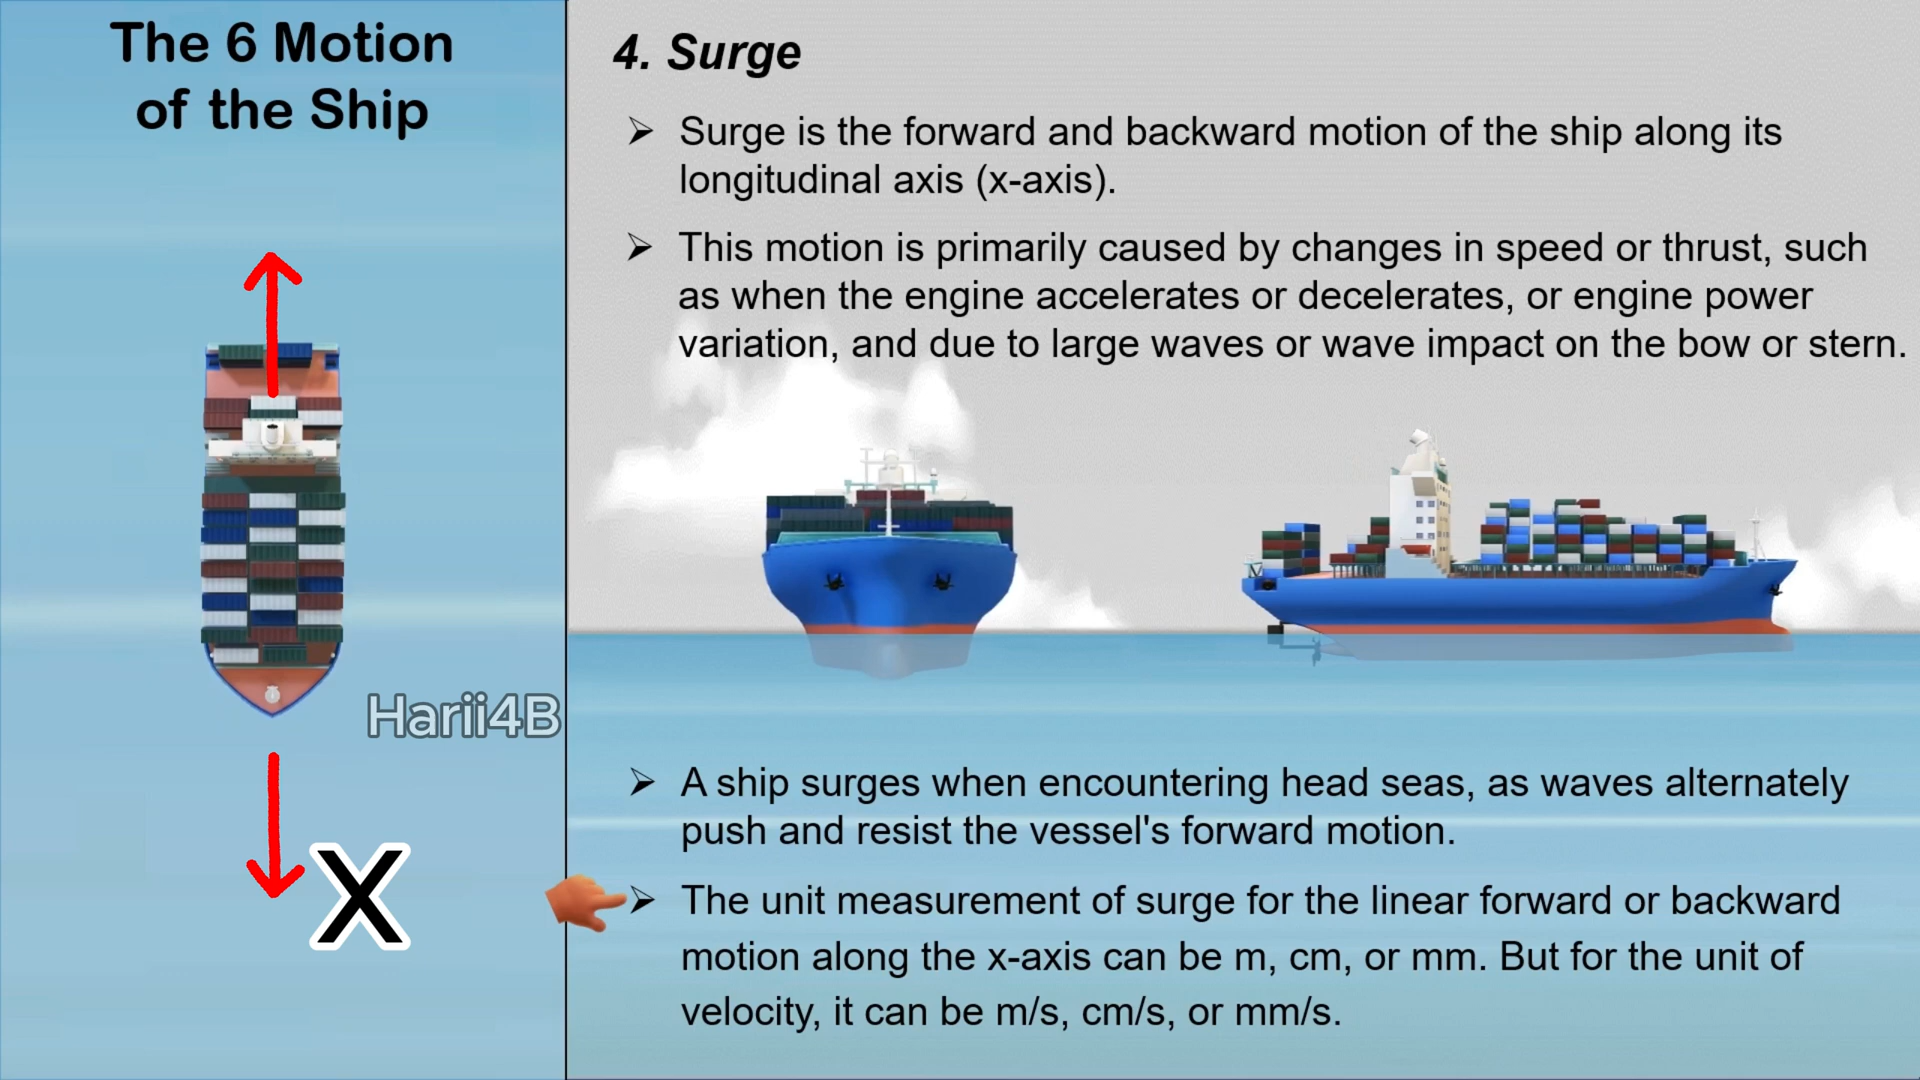 The 6 Motion
of the Ship
Harii4B
X
4. Surge
➢ Surge is the forward and backward motion of the ship along its
longitudinal axis (x-axis).
➢ This motion is primarily caused by changes in speed or thrust, such
as when the engine accelerates or decelerates, or engine power
variation, and due to large waves or wave impact on the bow or stern.
➢ A ship surges when encountering head seas, as waves alternately
push and resist the vessel's forward motion.
➢ The unit measurement of surge for the linear forward or backward
motion along the x-axis can be m, cm, or mm. But for the unit of
velocity, it can be m/s, cm/s, or mm/s.